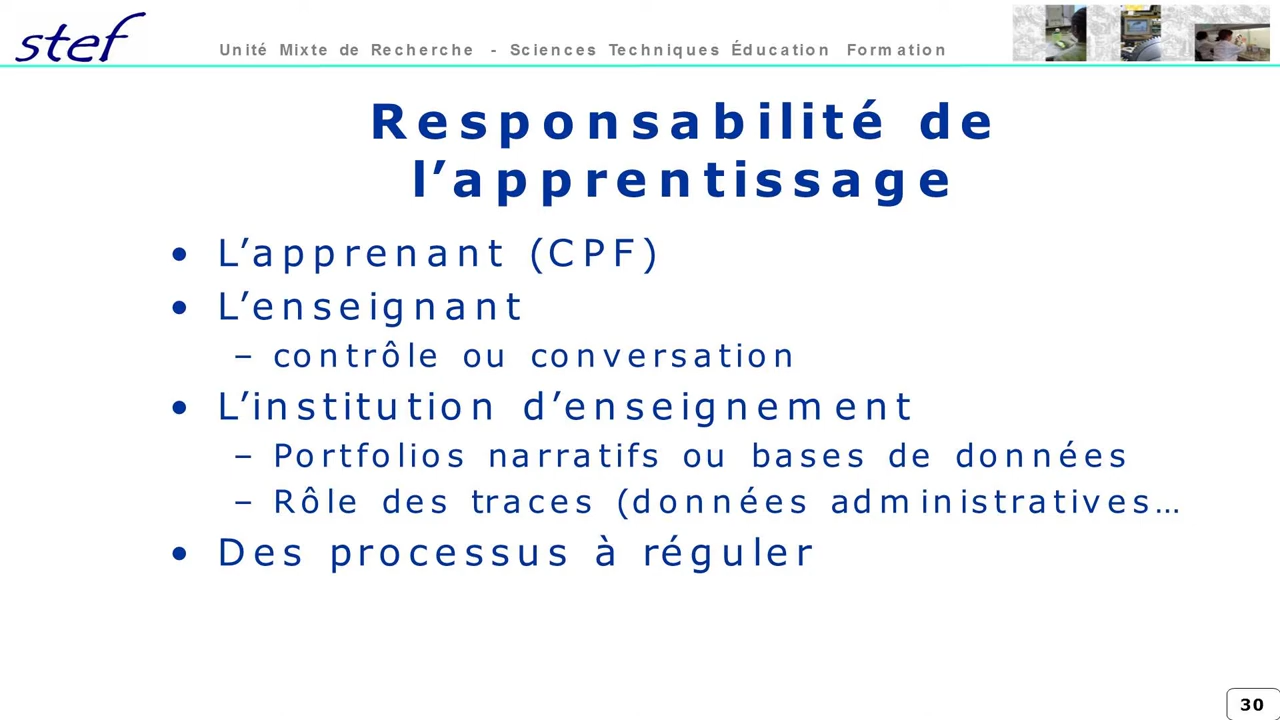 stef
Unité Mixte de Recherche - Sciences Techniques Éducation Formation
Responsabilité de
l’apprentissage
• L’apprenant (CPF)
• L’enseignant
– contrôle ou conversation
• L’institution d’enseignement
– Portfolios narratifs ou bases de données
– Rôle des traces (données administratives…
• Des processus à réguler
30